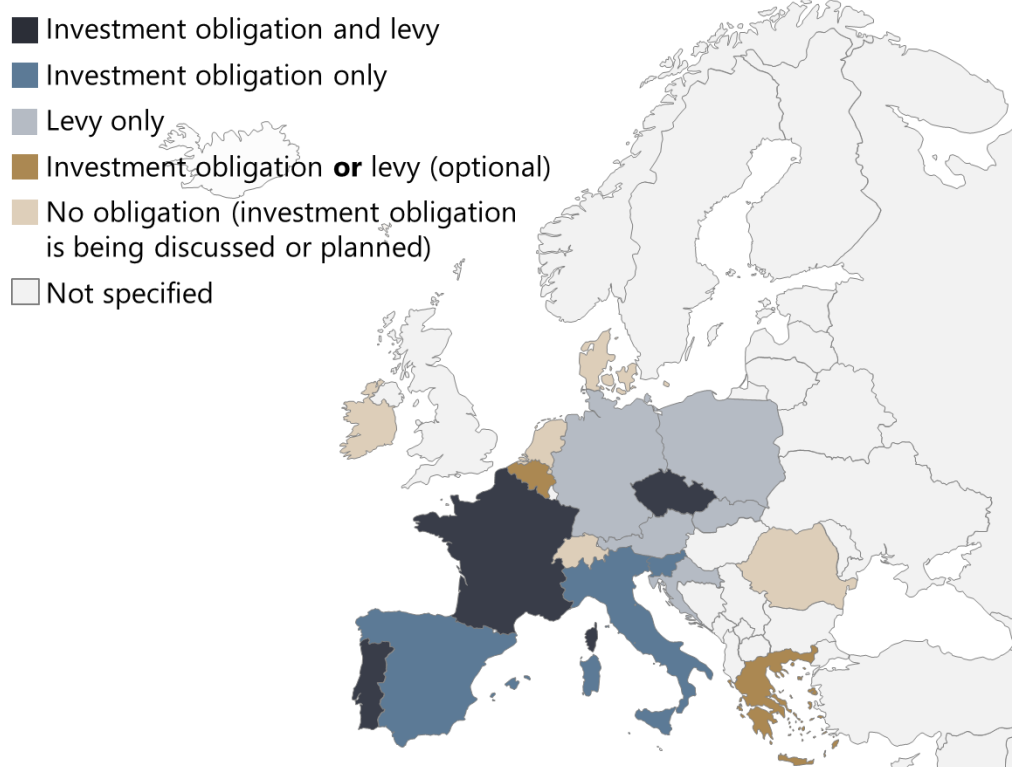 Investment obligation and levy
Investment obligation only
Levy only
Investment obligation or levy (optional)
No obligation (investment obligation
is being discussed or planned)
Not specified